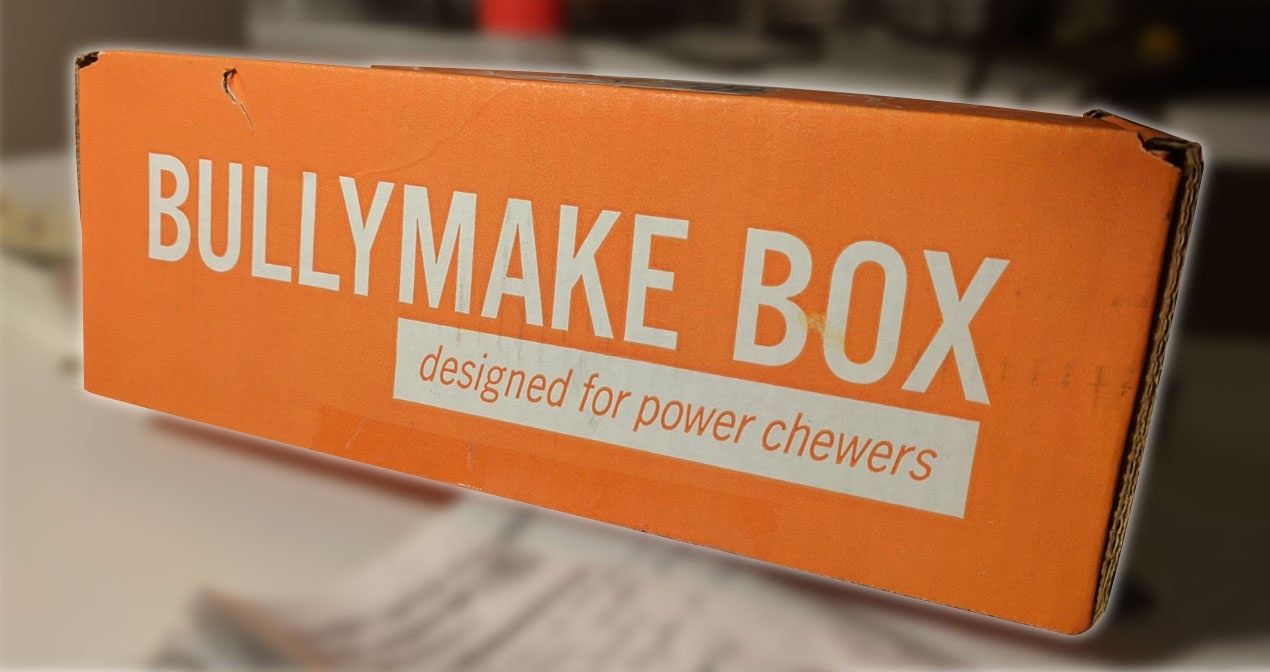 BULLYMAKE BOX
designed for power chewers